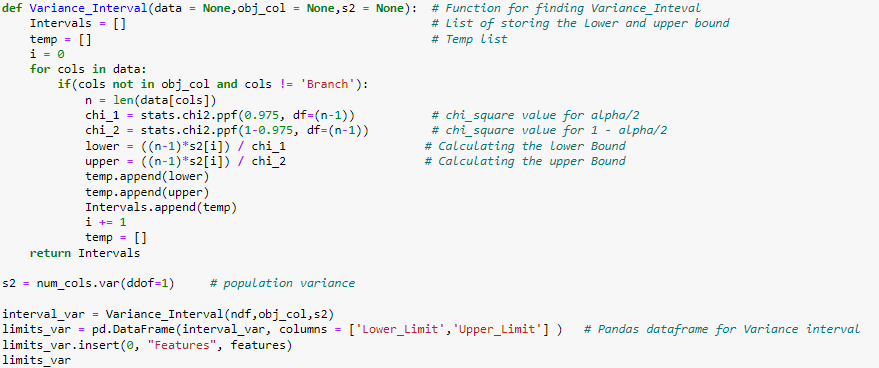 def Variance_Interval(data = None,obj_col = None,s2 = None):  # Function for finding Variance_Inteval
    Intervals = []                                            # List of storing the Lower and upper bound
    temp = []                                                 # Temp list
    i = 0
    for cols in data:
        if(cols not in obj_col and cols != 'Branch'):
            n = len(data[cols])
            chi_1 = stats.chi2.ppf(0.975, df=(n-1))           # chi_square value for alpha/2
            chi_2 = stats.chi2.ppf(1-0.975, df=(n-1))         # chi_square value for 1 - alpha/2
            lower = ((n-1)*s2[i]) / chi_1                    # Calculating the lower Bound
            upper = ((n-1)*s2[i]) / chi_2                    # Calculating the upper Bound
            temp.append(lower)
            temp.append(upper)
            Intervals.append(temp)
            i += 1
            temp = []
    return Intervals

s2 = num_cols.var(ddof=1)     # population variance

interval_var = Variance_Interval(ndf,obj_col,s2)
limits_var = pd.DataFrame(interval_var, columns = ['Lower_Limit','Upper_Limit'] )   # Pandas dataframe for Variance interval
limits_var.insert(0, "Features", features)
limits_var